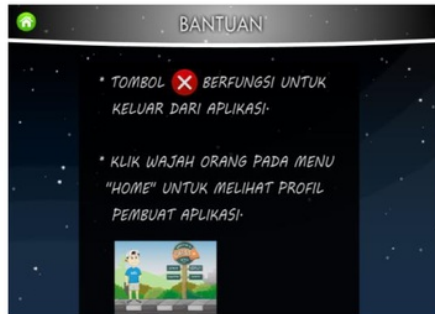 BANTUAN
* TOMBOL BERFUNGSI UNTUK
KELUAR DARI APLIKASI.
* KLIK WAJAH ORANG PADA MENU
"HOME" UNTUK MELIHAT PROFIL
PEMBUAT APLIKASI.